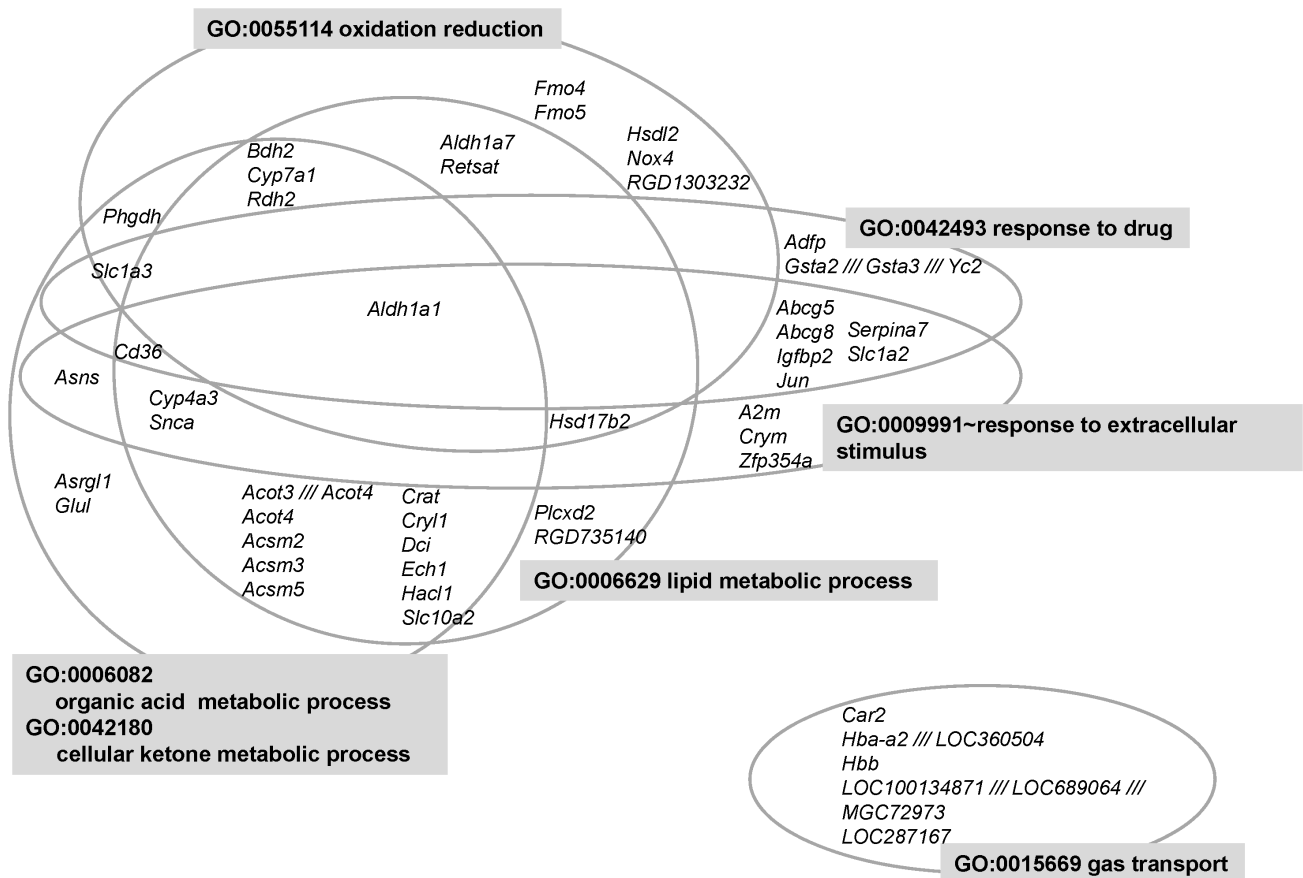 GO:0055114 oxidation reduction
Fmo4
Fmo5
Aldh1a7
Retsat
Hsdl2
Nox4
RGD1303232
Bdh2
Cyp7a1
Rdh2
Phgdh
GO:0042493 response to drug
Adfp
Gsta2 /// Gsta3 /// Yc2
Slc1a3
Aldh1a1
Abcg5
Abcg8
Igfbp2
Jun
Serpina7
Slc1a2
Cd36
Asns
Cyp4a3
Snca
Hsd17b2
A2m
Crym
Zfp354a
GO:0009991~response to extracellular
stimulus
Asrgl1
Glul
Acot3 /// Acot4
Acot4
Acsm2
Acsm3
Acsm5
Crat
Cryl1
Dci
Ech1
Hacl1
Slc10a2
Plcxd2
RGD735140
GO:0006629 lipid metabolic process
GO:0006082
organic acid  metabolic process
GO:0042180
cellular ketone metabolic process
Car2
Hba-a2 /// LOC360504
Hbb
LOC100134871 /// LOC689064 ///
MGC72973
LOC287167
GO:0015669 gas transport